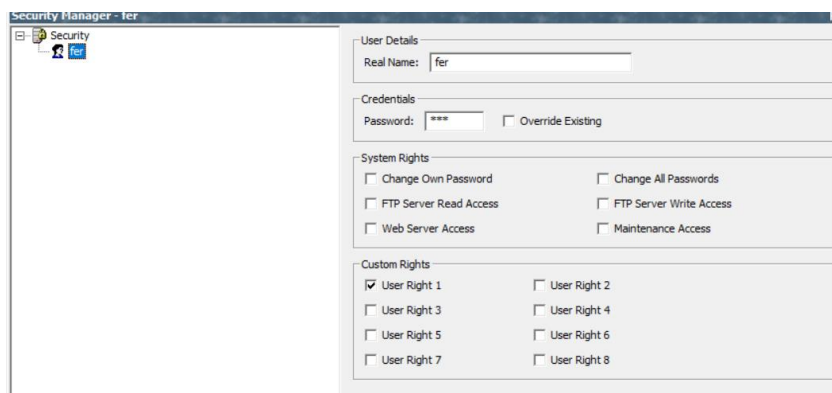 Security Manager - fer
Security
fer
User Details
Real Name: fer
Credentials
Password: *** Override Existing
System Rights
Change Own Password Change All Passwords
FTP Server Read Access FTP Server Write Access
Web Server Access Maintenance Access
Custom Rights
User Right 1 User Right 2
User Right 3 User Right 4
User Right 5 User Right 6
User Right 7 User Right 8